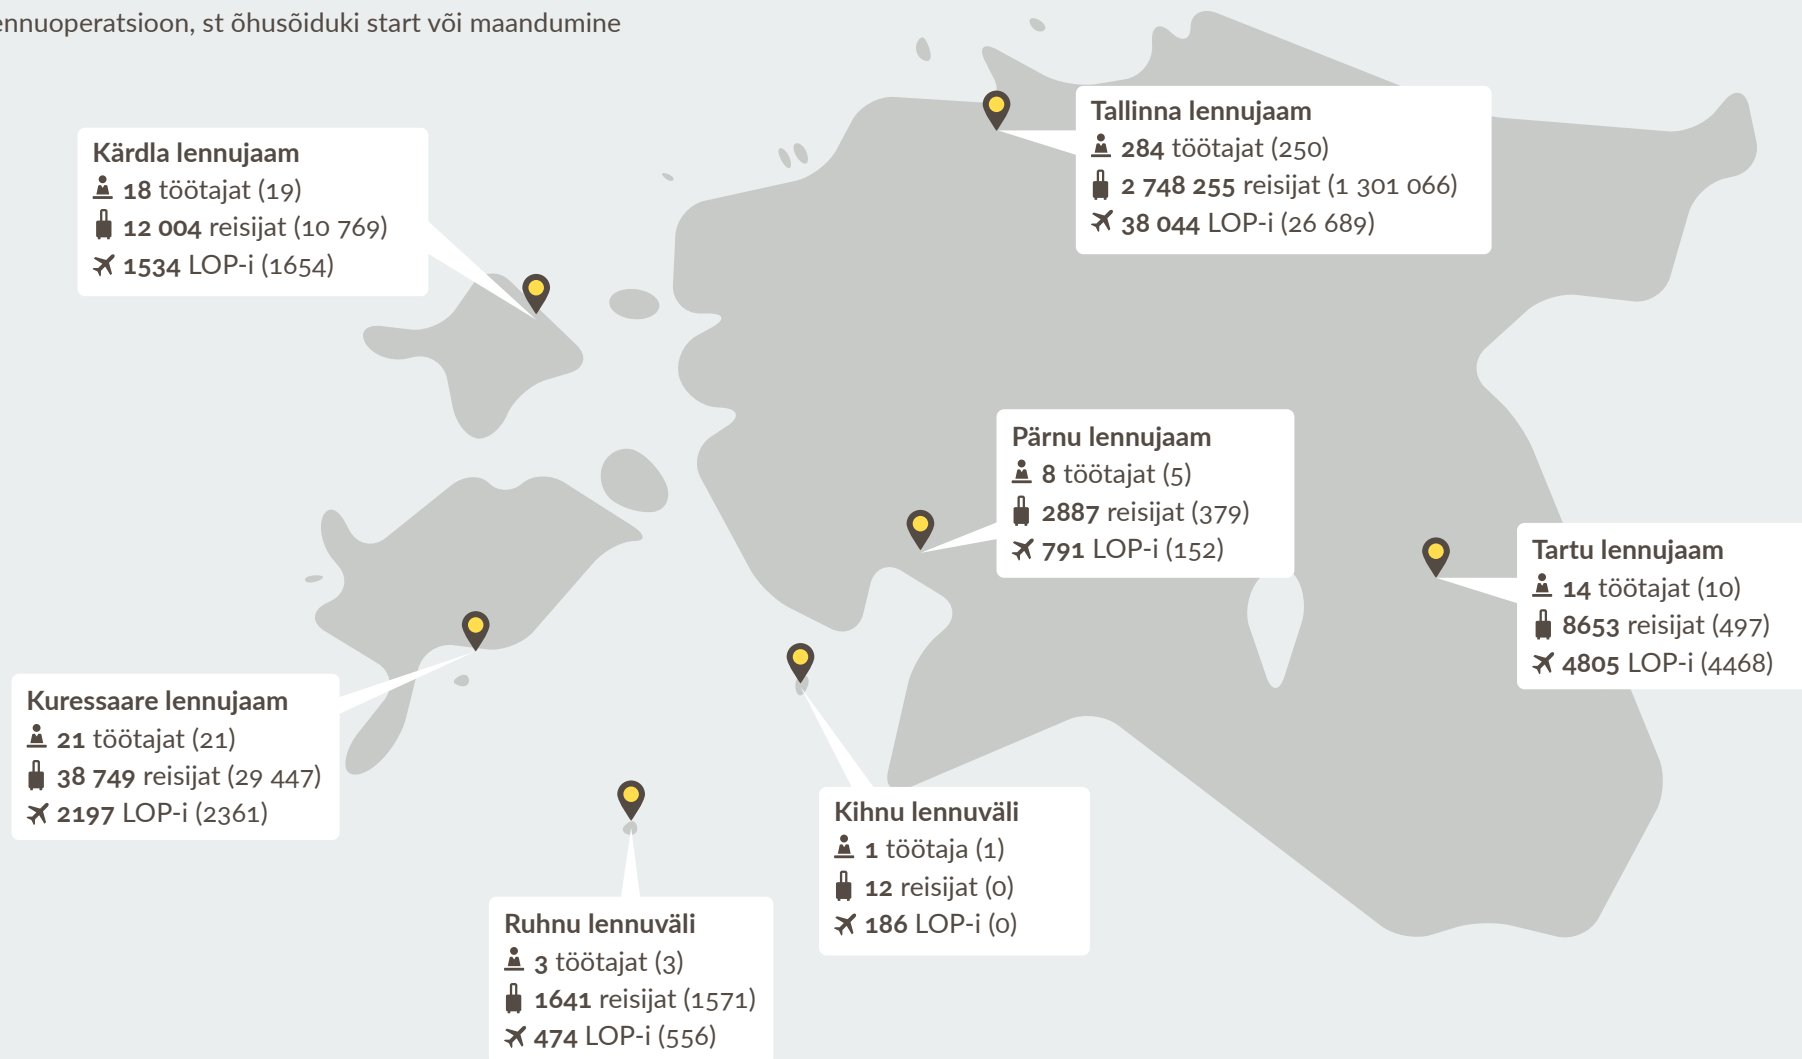 lennuoperatsioon, st õhusõiduki start või maandumine
Kärdla lennujaam
18 töötajat (19)
12 004 reisijat (10 769)
1534 LOP-i (1654)
Tallinna lennujaam
284 töötajat (250)
2 748 255 reisijat (1 301 066)
38 044 LOP-i (26 689)
Pärnu lennujaam
8 töötajat (5)
2887 reisijat (379)
791 LOP-i (152)
Tartu lennujaam
14 töötajat (10)
8653 reisijat (497)
4805 LOP-i (4468)
Kuressaare lennujaam
21 töötajat (21)
38 749 reisijat (29 447)
2197 LOP-i (2361)
Kihnu lennuväli
1 töötaja (1)
12 reisijat (0)
186 LOP-i (0)
Ruhnu lennuväli
3 töötajat (3)
1641 reisijat (1571)
474 LOP-i (556)